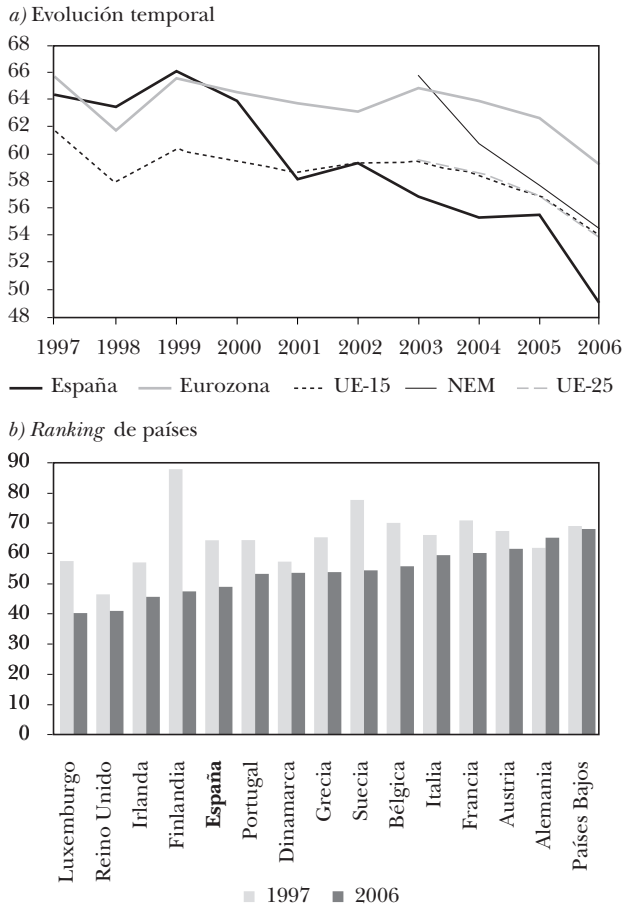 a) Evolución temporal
68
66
64
62
60
58
56
54
50
48
1997 1998 1999 2000 2001 2002 2003 2004 2005 2006
España Eurozona UE-15 NEM UE-25
b) Ranking de países
90
80
70
60
50
40
30
20
10
0
Luxemburgo
Reino Unido
Irlanda
Finlandia
España
Portugal
Dinamarca
Grecia
Suecia
Bélgica
Italia
Francia
Austria
Alemania
Países Bajos
1997 2006